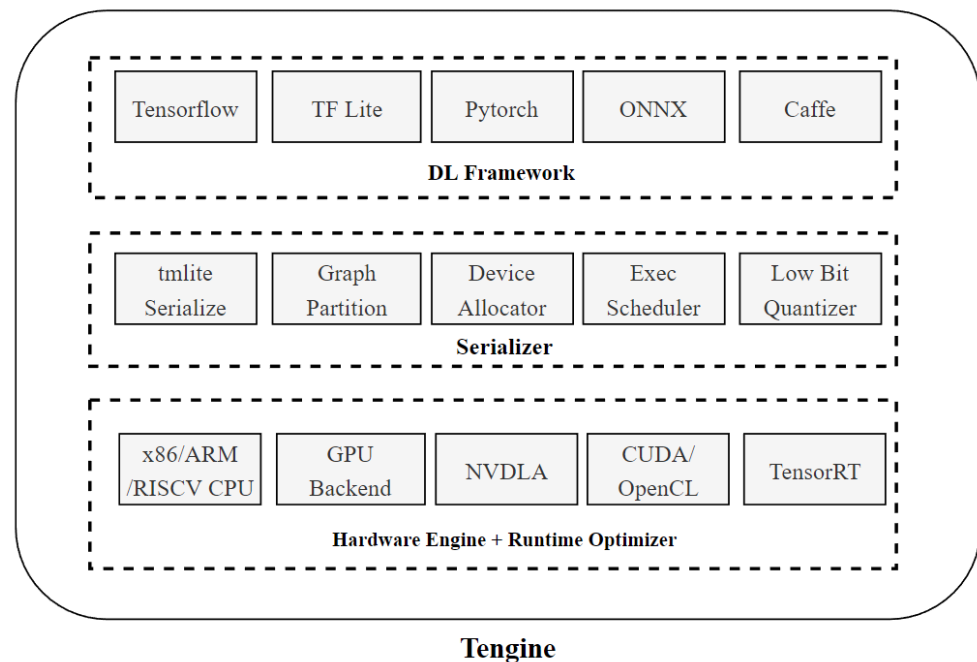 Tensorflow
TF Lite
Pytorch
ONNX
Caffe
DL Framework
tmlite
Serialize
Graph
Partition
Device
Allocator
Exec
Scheduler
Low Bit
Quantizer
Serializer
x86/ARM
/RISCV CPU
GPU
Backend
NVDLA
CUDA/
OpenCL
TensorRT
Hardware Engine + Runtime Optimizer
Tengine